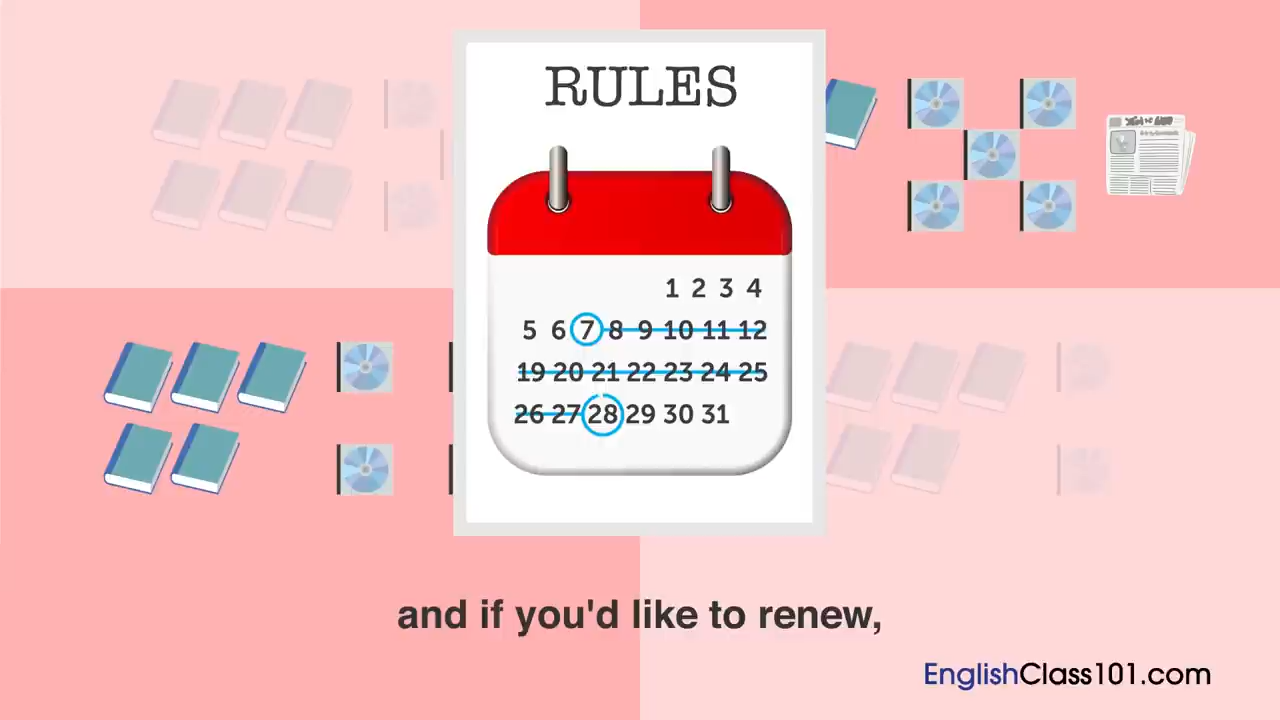 RULES
1 2 3 4
5 6 7 8 9 10 11 12
19 20 21 22 23 24 25
26 27 28 29 30 31
and if you'd like to renew,
EnglishClass101.com